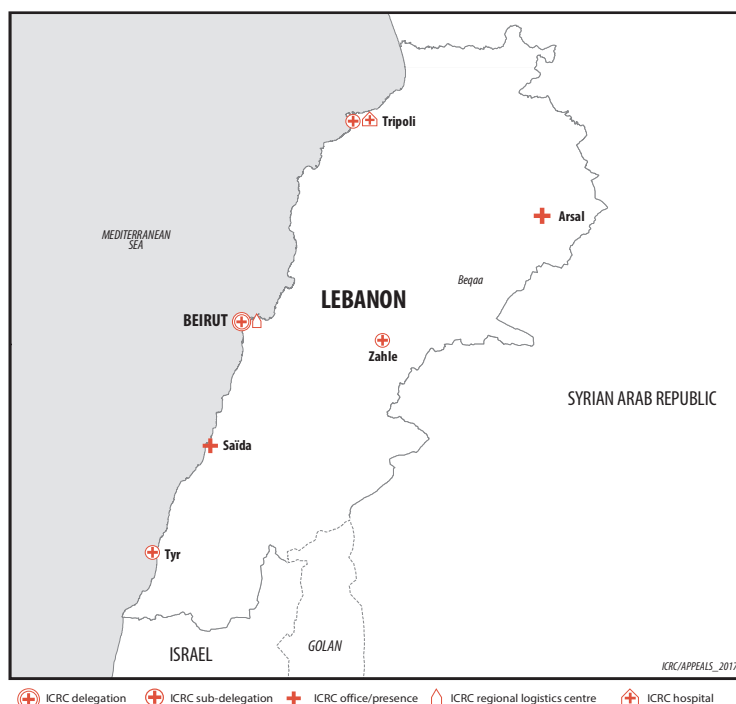 Tripoli
Arsal
MEDITERRANEAN
SEA
Beqaa
LEBANON
BEIRUT
Zahle
SYRIAN ARAB REPUBLIC
Saïda
Tyr
ISRAEL
GOLAN
ICRC/APPEALS_2017
ICRC delegation ICRC sub-delegation ICRC office/presence ICRC regional logistics centre ICRC hospital